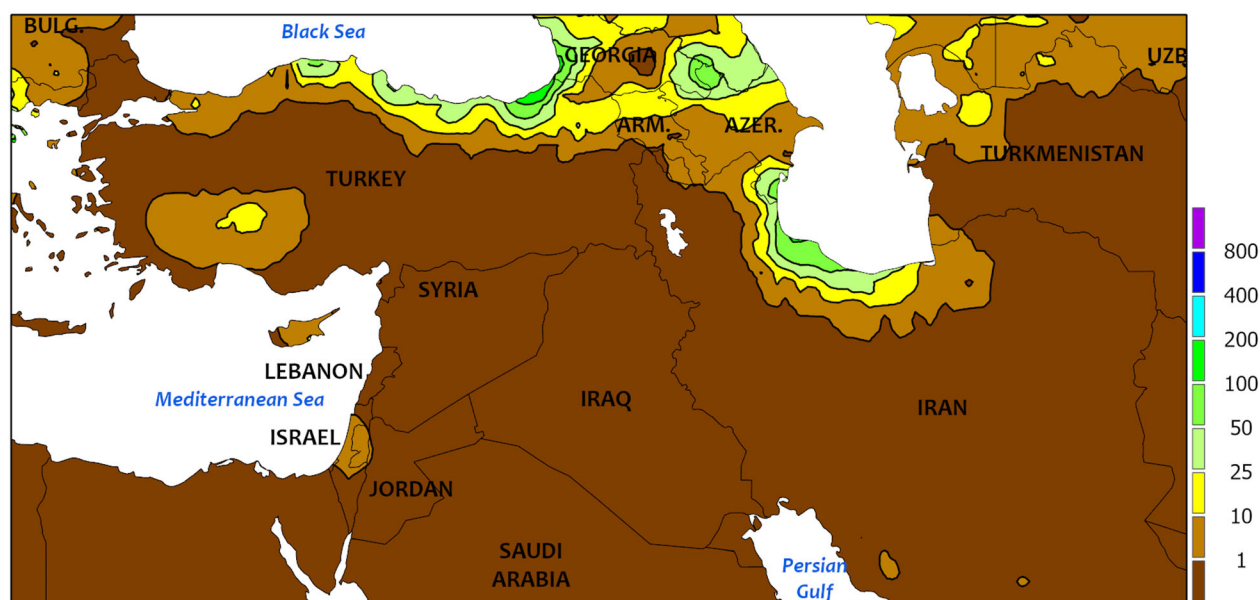 BULG.
Black Sea
GEORGIA
UZB
ARM.
AZER.
TURKMENISTAN
TURKEY
SYRIA
LEBANON
Mediterranean Sea
IRAQ
IRAN
ISRAEL
JORDAN
SAUDI
ARABIA
Persian
Gulf
800
400
200
100
50
25
10
1